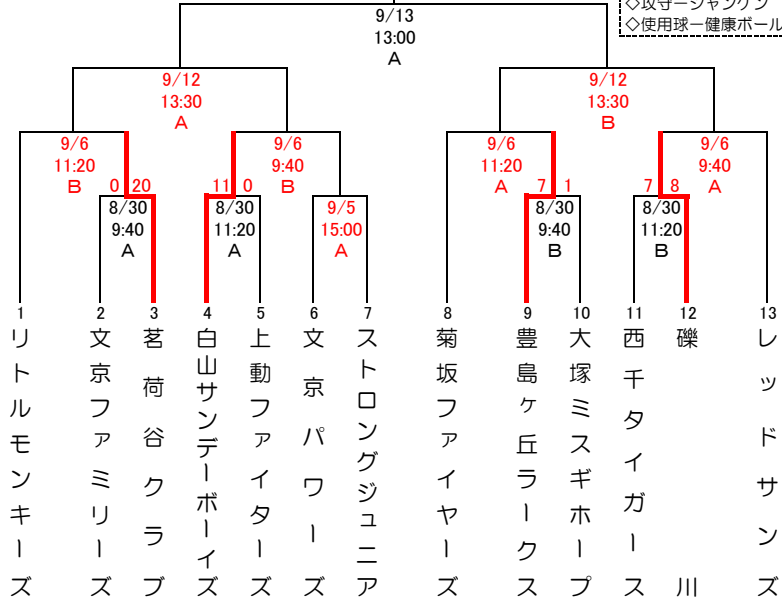 ◇攻守ージャンケン
◇使用球ー健康ボール
9/13
13:00
A
9/12
13:30
A
9/12
13:30
B
9/6
11:20
B
9/6
9:40
B
9/6
11:20
A
9/6
9:40
A
0 20
11 0
7 1
7 8
8/30
9:40
A
8/30
11:20
A
9/5
15:00
A
8/30
9:40
B
8/30
11:20
B
1
2
3
4
5
6
7
8
9
10
11
12
13
リトルモンキーズ
文京ファミリーズ
茗荷谷クラブ
白山サンデーボーイズ
上動ファイターズ
文京パワーズ
ストロングジュニア
菊坂ファイヤーズ
豊島ヶ丘ラークス
大塚ミスギホープ
西千タイガース
礫川
レッドサンズ